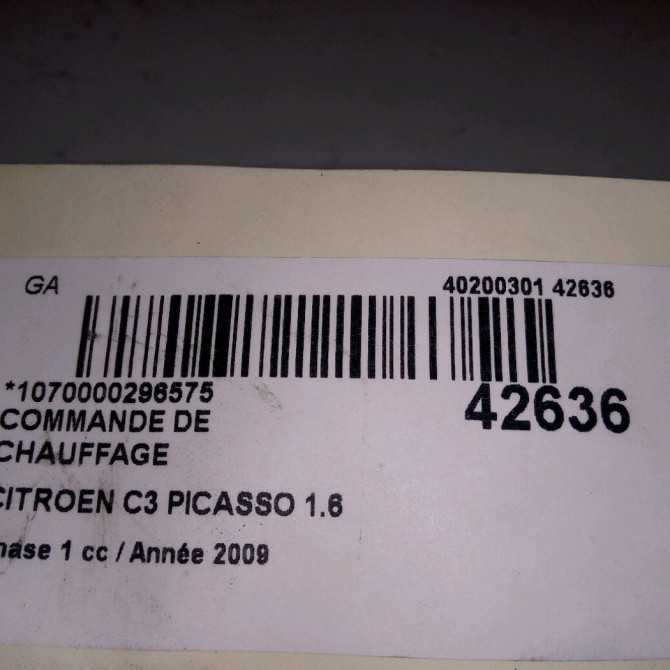 GA 40200301 42636
*1070000296575
42636
COMMANDE DE
CHAUFFAGE
CITROEN C3 PICASSO 1.6
hase 1 cc / Année 2009